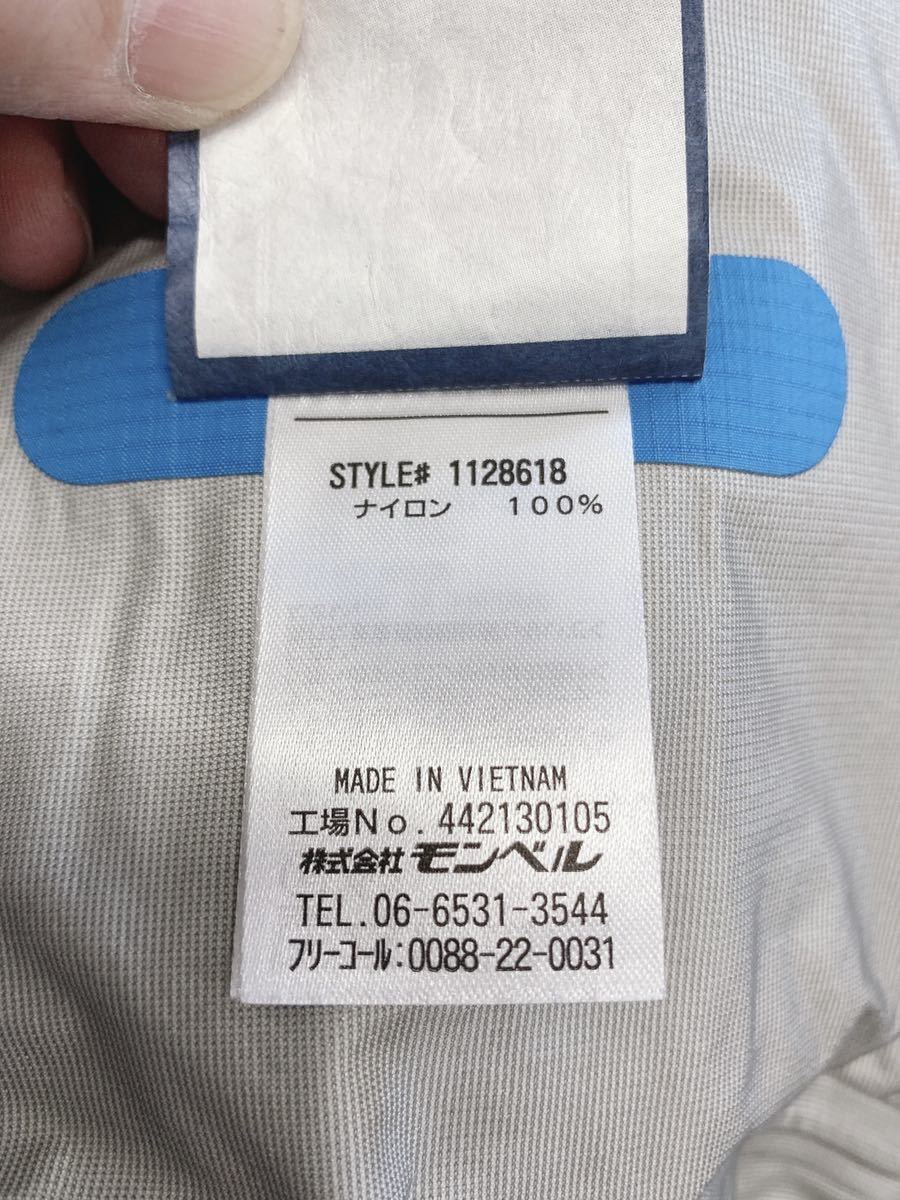 STYLE# 1128618
ナイロン 100%
MADE IN VIETNAM
工場No.442130105
株式会社モンベル
TEL.06-6531-3544
フリーコール:0088-22-0031